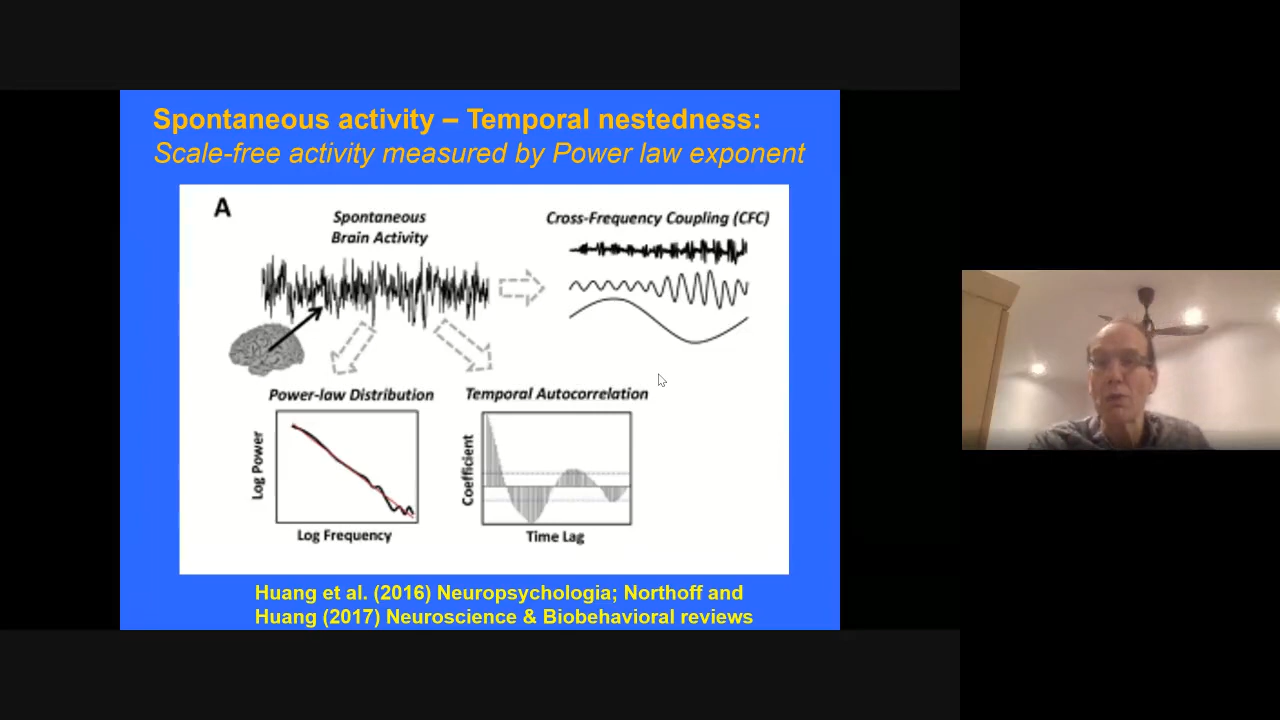 Spontaneous activity – Temporal nestedness:
Scale-free activity measured by Power law exponent
A
Spontaneous
Brain Activity
Cross-Frequency Coupling (CFC)
Power-law Distribution
Log Power
Log Frequency
Temporal Autocorrelation
Coefficient
Time Lag
Huang et al. (2016) Neuropsychologia; Northoff and
Huang (2017) Neuroscience & Biobehavioral reviews